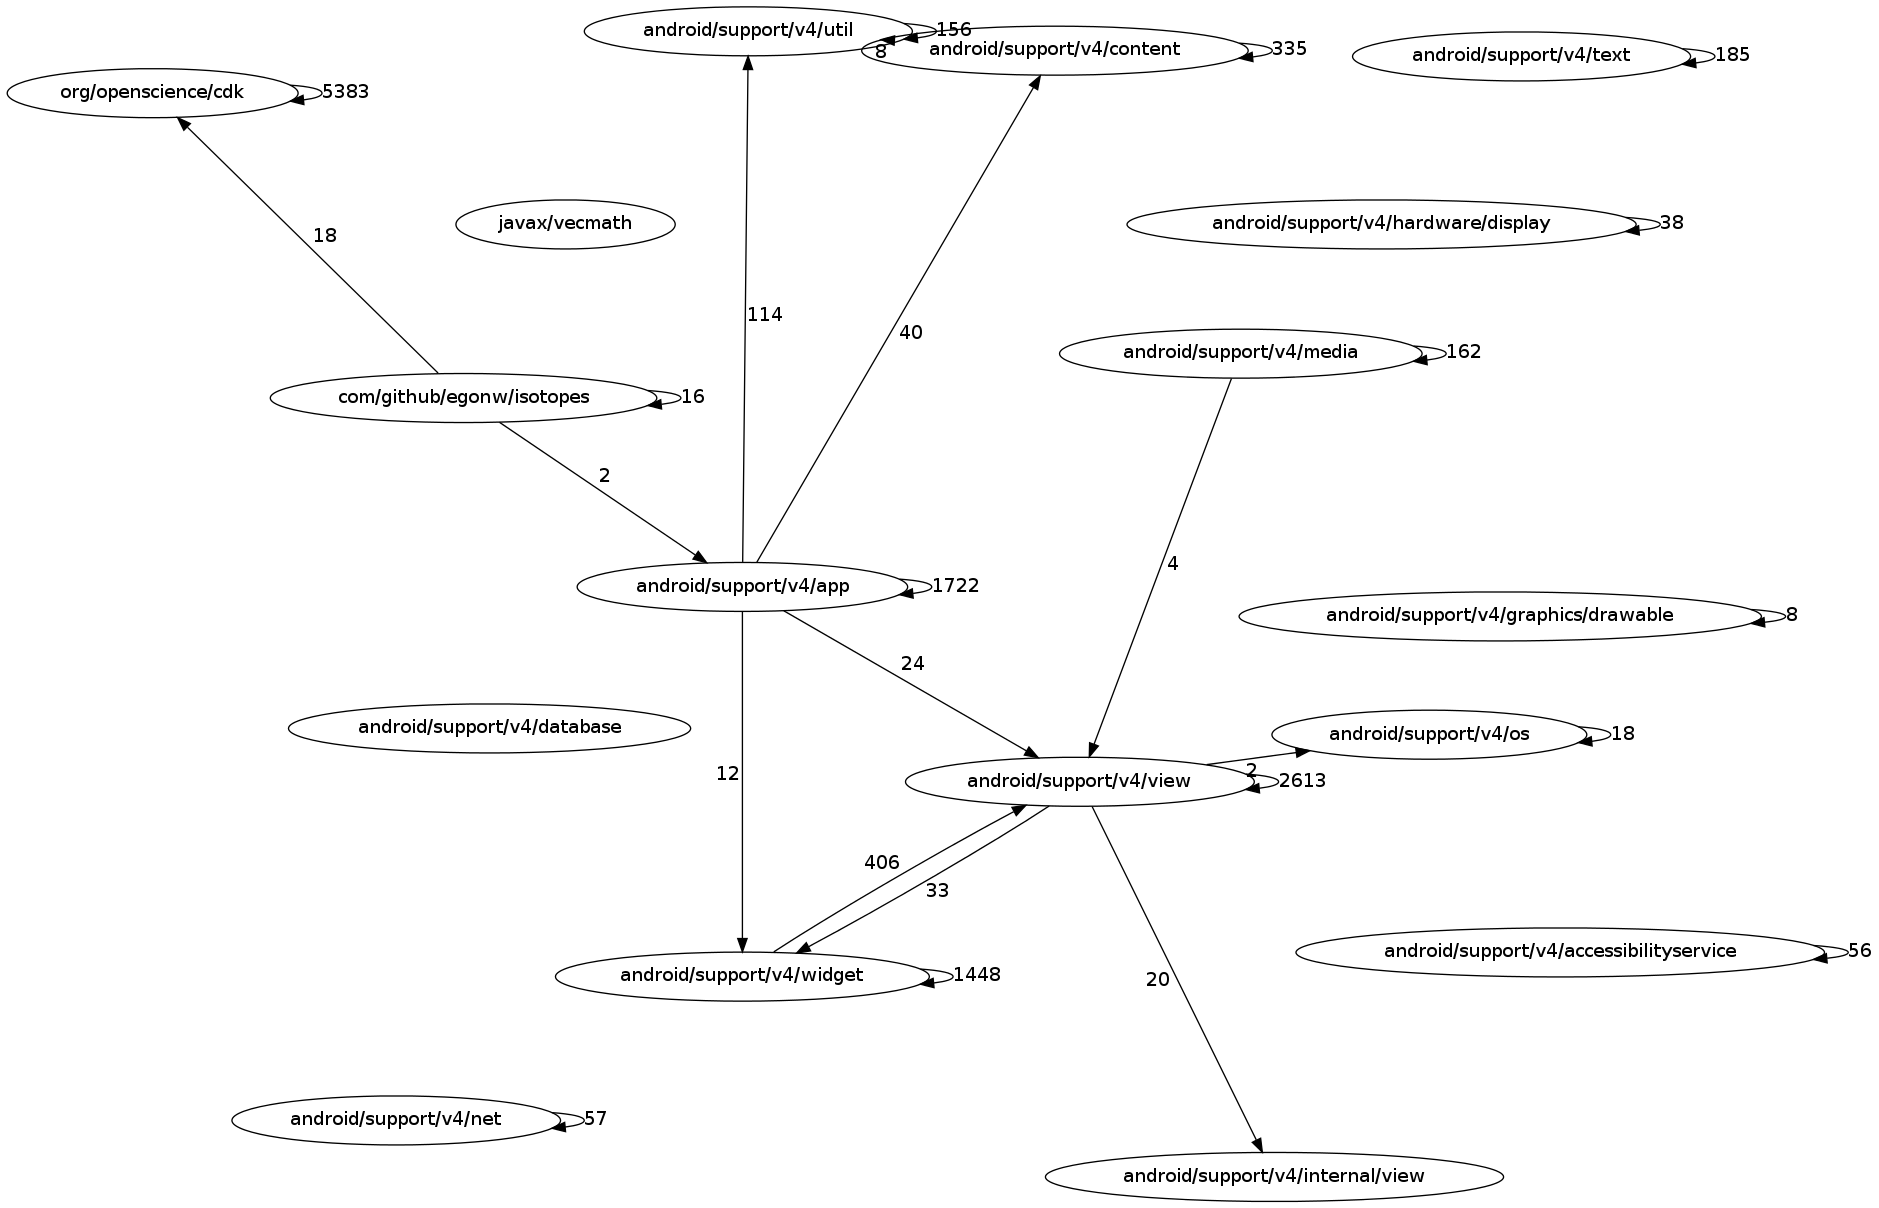 android/support/v4/util
156
8
android/support/v4/content
335
android/support/v4/text
185
org/openscience/cdk
5383
javax/vecmath
android/support/v4/hardware/display
38
18
114
40
android/support/v4/media
162
com/github/egonw/isotopes
16
2
4
android/support/v4/app
1722
android/support/v4/graphics/drawable
8
24
android/support/v4/database
android/support/v4/os
18
12
2
android/support/v4/view
2613
406
33
android/support/v4/accessibilityservice
56
android/support/v4/widget
1448
20
android/support/v4/net
57
android/support/v4/internal/view